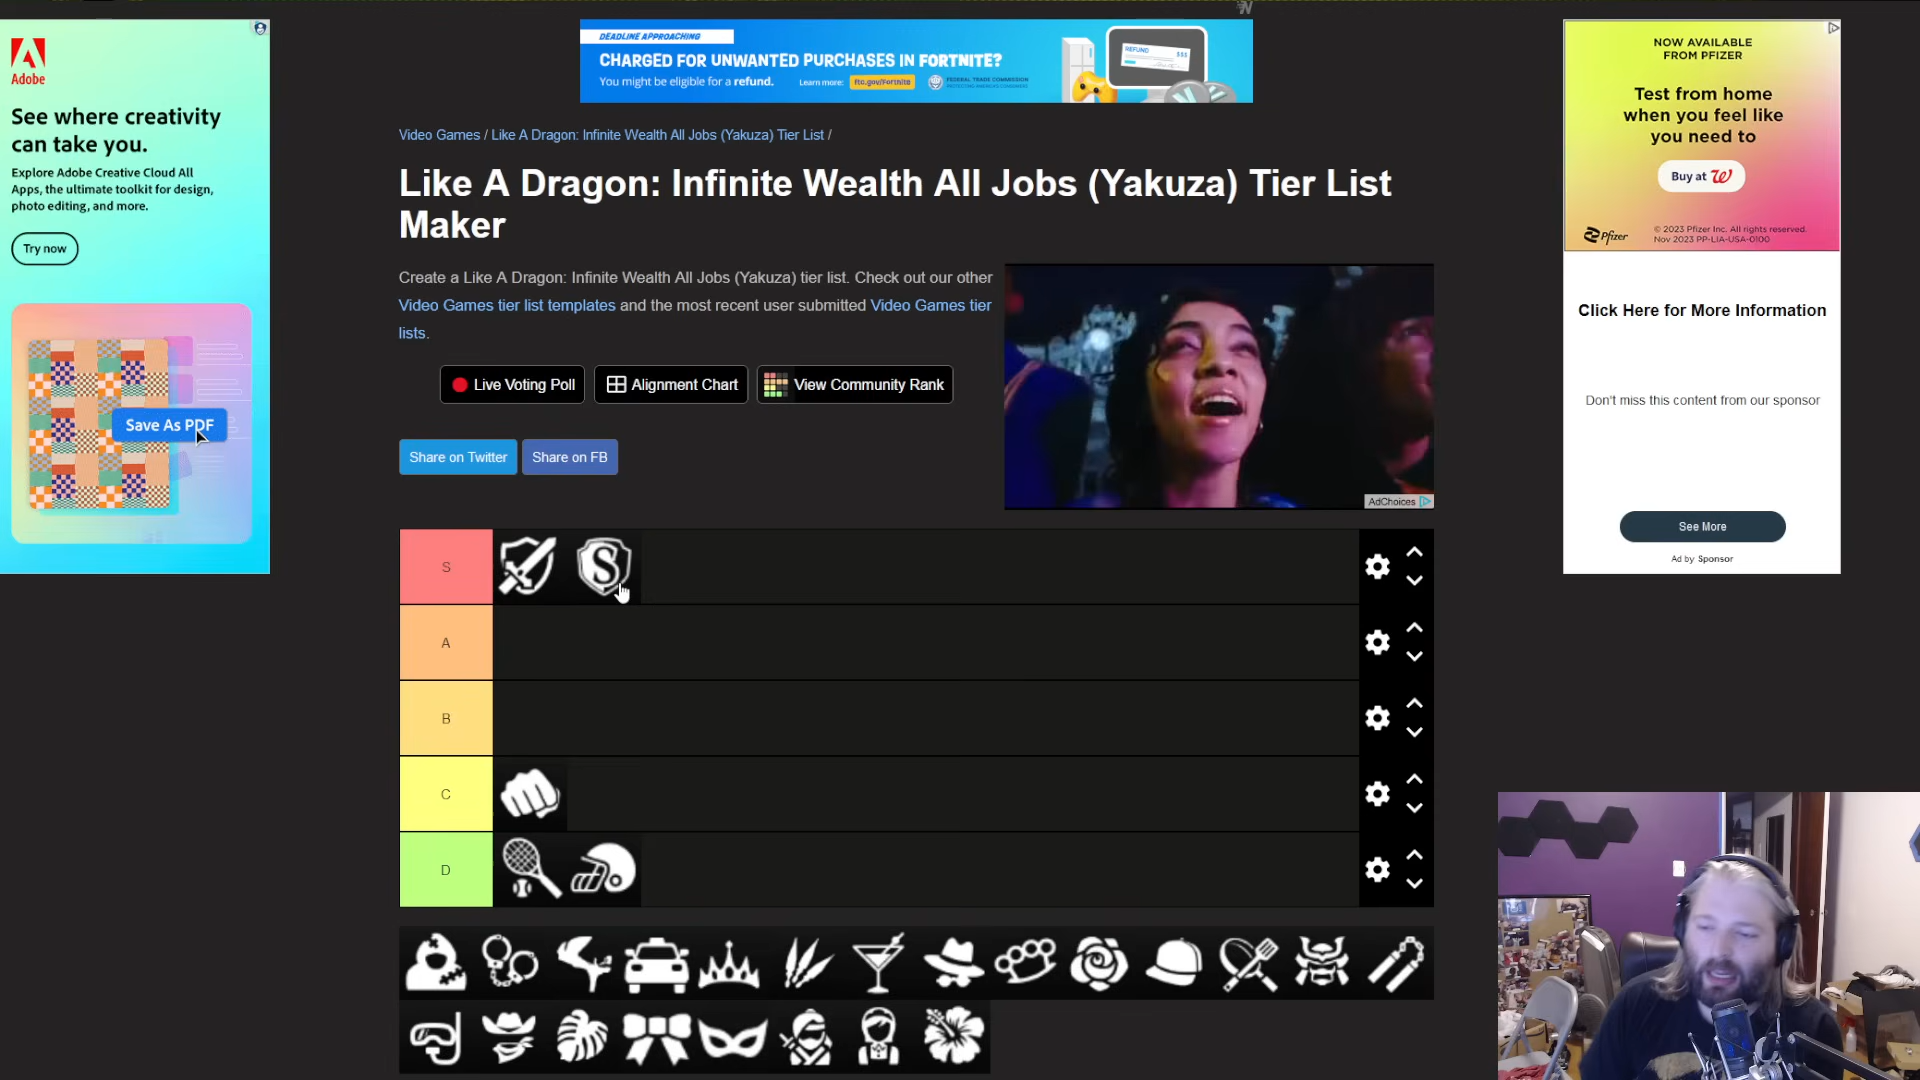 Adobe
See where creativity
can take you.
Explore Adobe Creative Cloud All
Apps, the ultimate toolkit for design,
photo editing, and more.
Try now
Save As PDF
DEADLINE APPROACHING
CHARGED FOR UNWANTED PURCHASES IN FORTNITE?
You might be eligible for a refund.
Learn more:
ftc.gov/Fortnite
FEDERAL TRADE COMMISSION
REFUND
$$$
Video Games / Like A Dragon: Infinite Wealth All Jobs (Yakuza) Tier List /
Like A Dragon: Infinite Wealth All Jobs (Yakuza) Tier List
Maker
Create a Like A Dragon: Infinite Wealth All Jobs (Yakuza) tier list. Check out our other
Video Games tier list templates and the most recent user submitted Video Games tier
lists.
Live Voting Poll
Alignment Chart
View Community Rank
Share on Twitter
Share on FB
AdChoices
S
S
A
B
C
D
NOW AVAILABLE
FROM PFIZER
Test from home
when you feel like
you need to
Buy at W
Pfizer
© 2023 Pfizer Inc. All rights reserved.
Nov 2023 PP-LIA-USA-0100
Click Here for More Information
Don't miss this content from our sponsor
See More
Ad by Sponsor